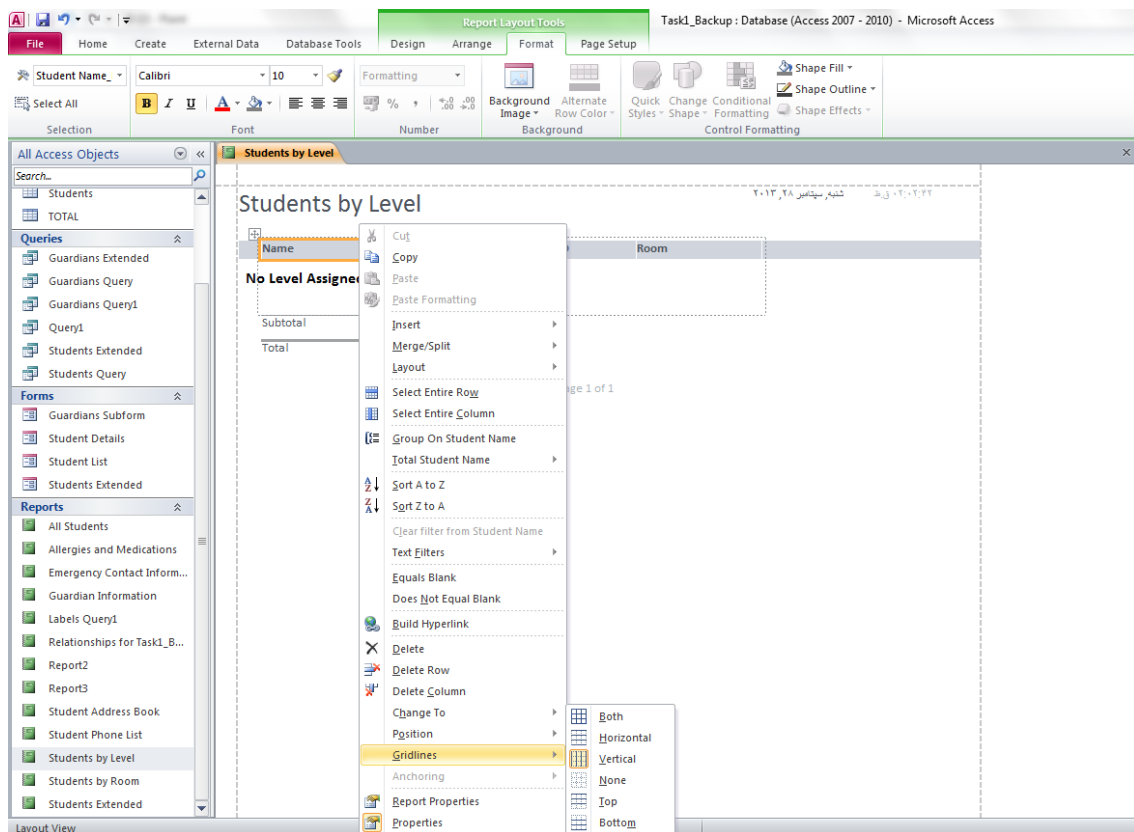 Report Layout Tools
Task1_Backup : Database (Access 2007 - 2010) - Microsoft Access
File Home Create External Data Database Tools Design Arrange Format Page Setup
Student Name_ Calibri 10 Formatting Shape Fill
Shape Outline
Select All B I U A % , Background Image Alternate Row Color Quick Styles Change Shape Conditional Formatting Shape Effects
Selection Font Number Background Control Formatting
All Access Objects
Students by Level
Search...
Students
TOTAL
Queries
Guardians Extended
Guardians Query
Guardians Query1
Query1
Students Extended
Students Query
Forms
Guardians Subform
Student Details
Student List
Students Extended
Reports
All Students
Allergies and Medications
Emergency Contact Inform...
Guardian Information
Labels Query1
Relationships for Task1_B...
Report2
Report3
Student Address Book
Student Phone List
Students by Level
Students by Room
Students Extended
Students by Level
شنبه, سپتامبر ۲۸, ۲۰۱۳
۰۲:۰۲:۴۲ ق.ظ
Name Room
No Level Assigned
Subtotal
Total
Page 1 of 1
Cut
Copy
Paste
Paste Formatting
Insert
Merge/Split
Layout
Select Entire Row
Select Entire Column
Group On Student Name
Total Student Name
Sort A to Z
Sort Z to A
Clear filter from Student Name
Text Filters
Equals Blank
Does Not Equal Blank
Build Hyperlink
Delete
Delete Row
Delete Column
Change To
Position
Gridlines
Anchoring
Report Properties
Properties
Both
Horizontal
Vertical
None
Top
Bottom
Layout View